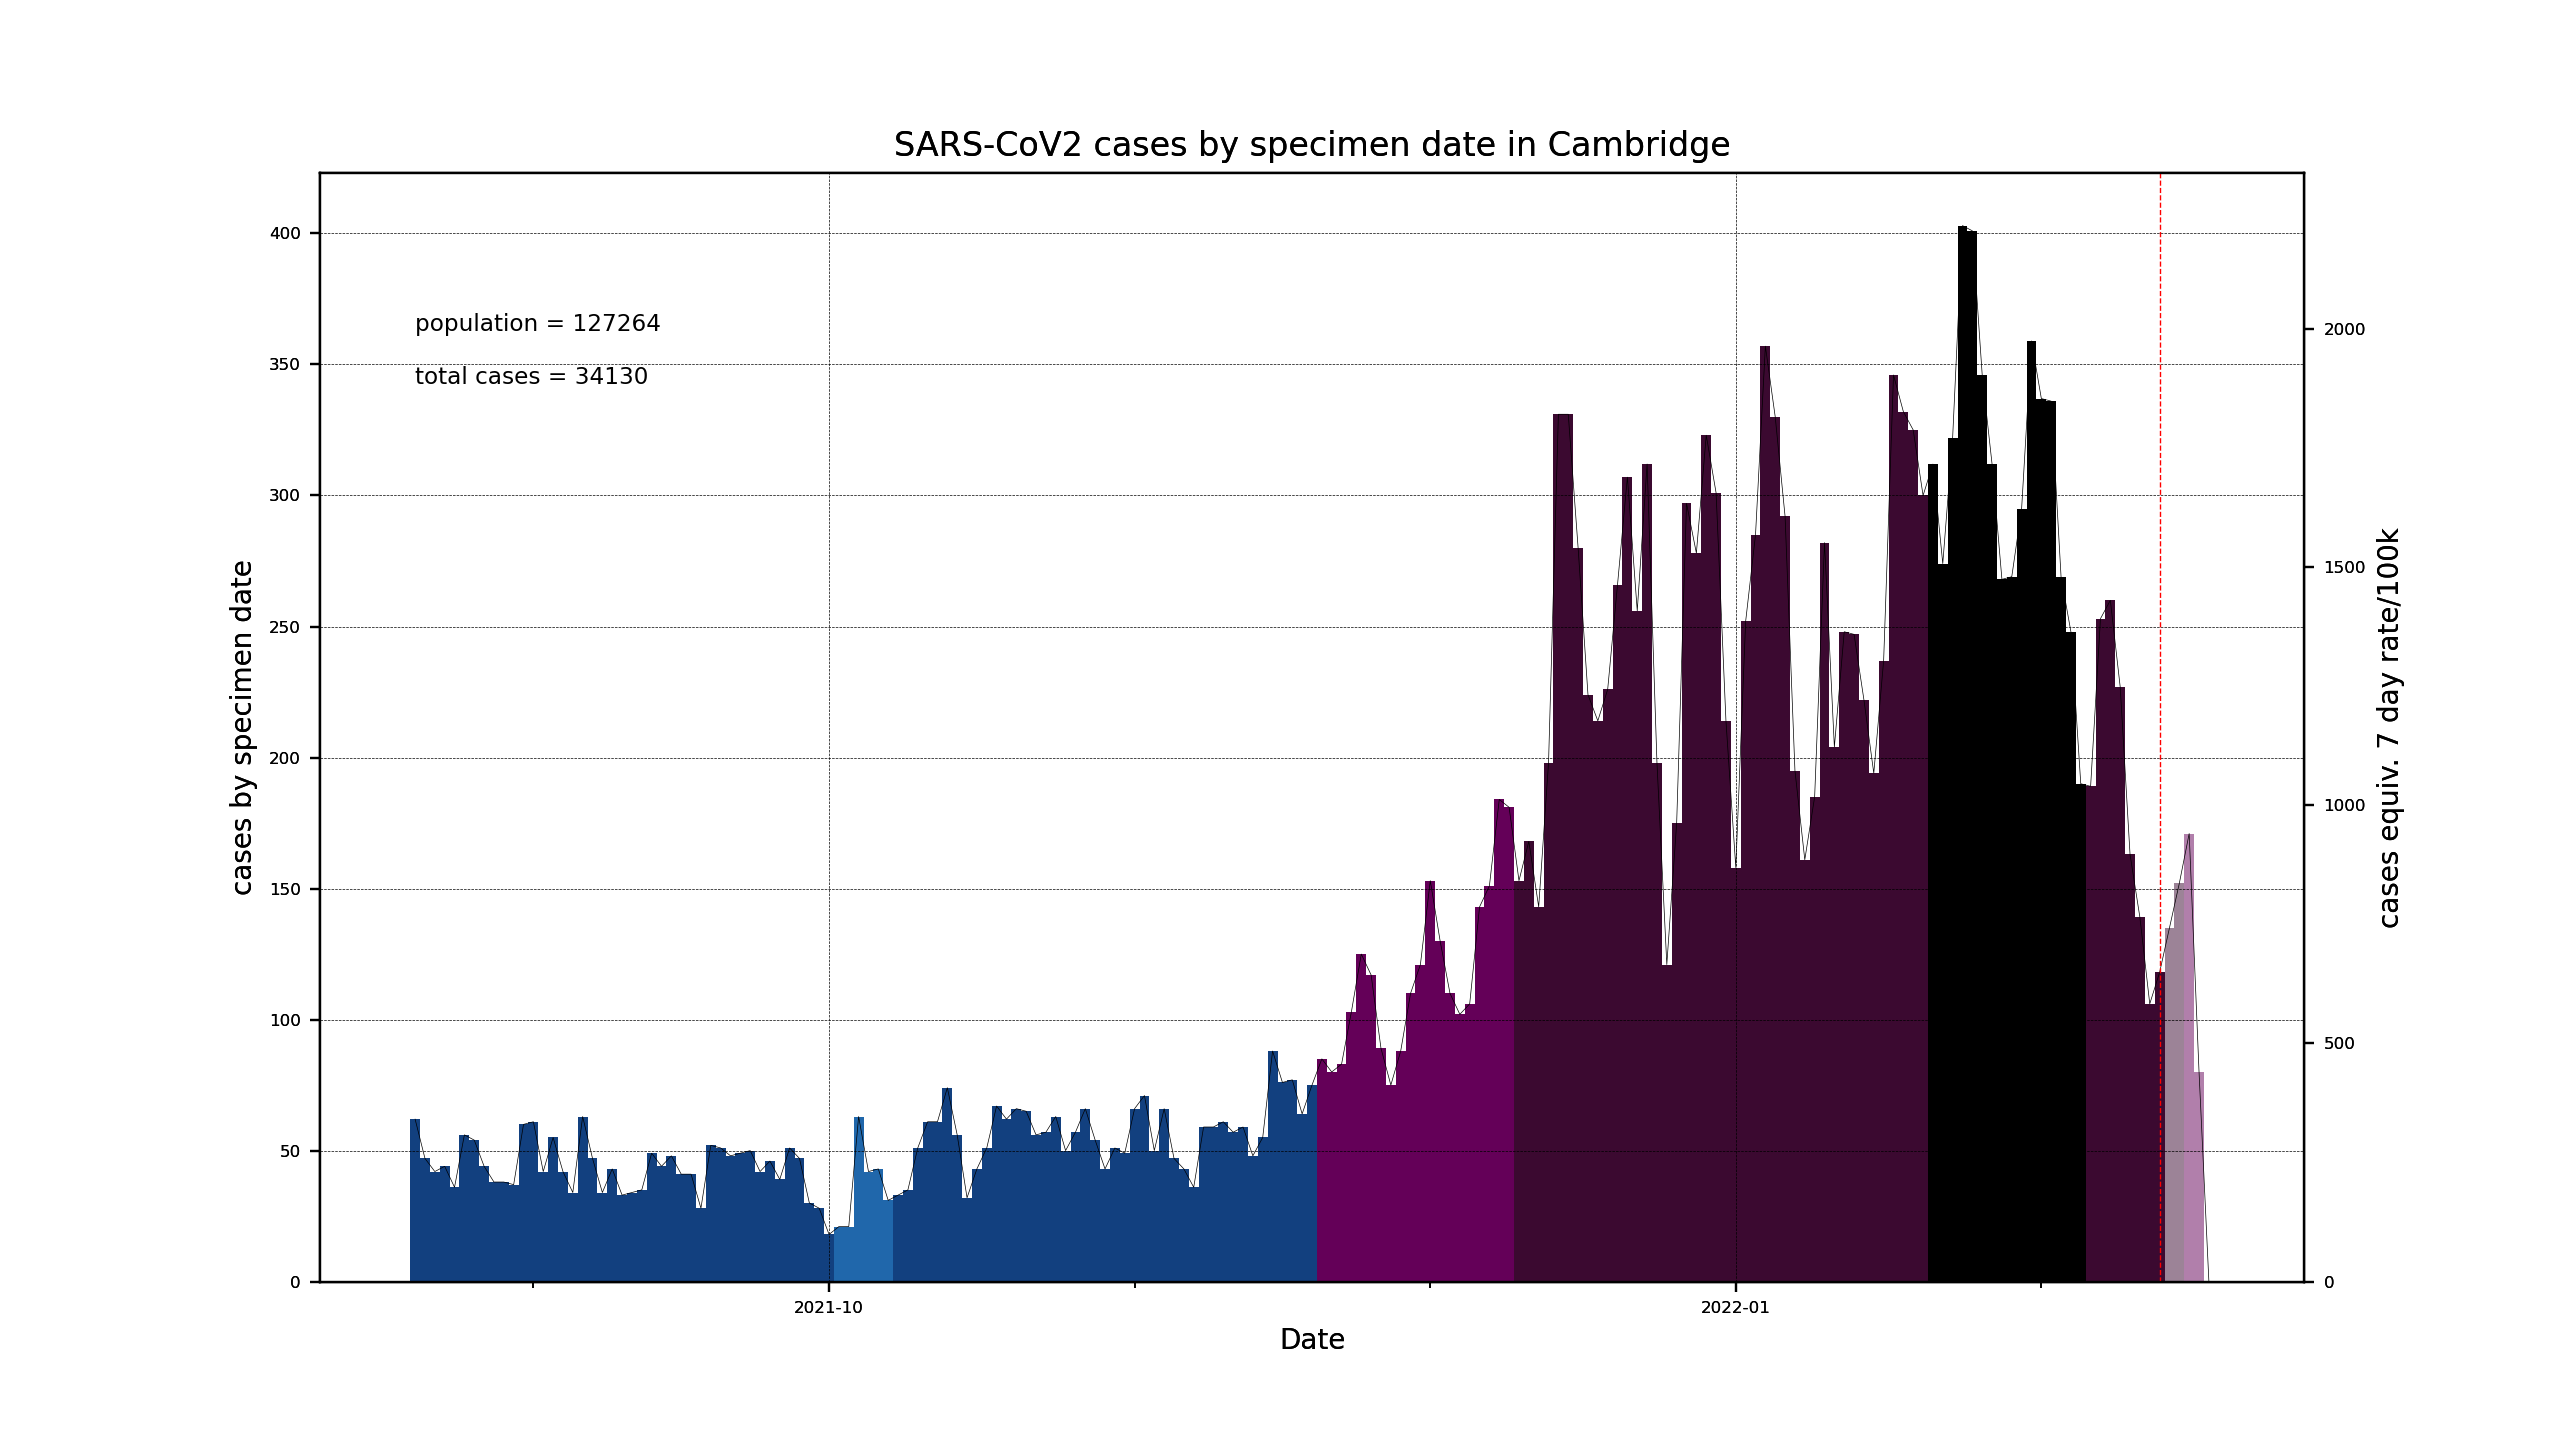 SARS-CoV2 cases by specimen date in Cambridge
population = 127264
total cases = 34130
cases by specimen date
400
350
300
250
200
150
100
50
0
2000
1500
1000
500
0
cases equiv. 7 day rate/100k
2021-10
2022-01
Date